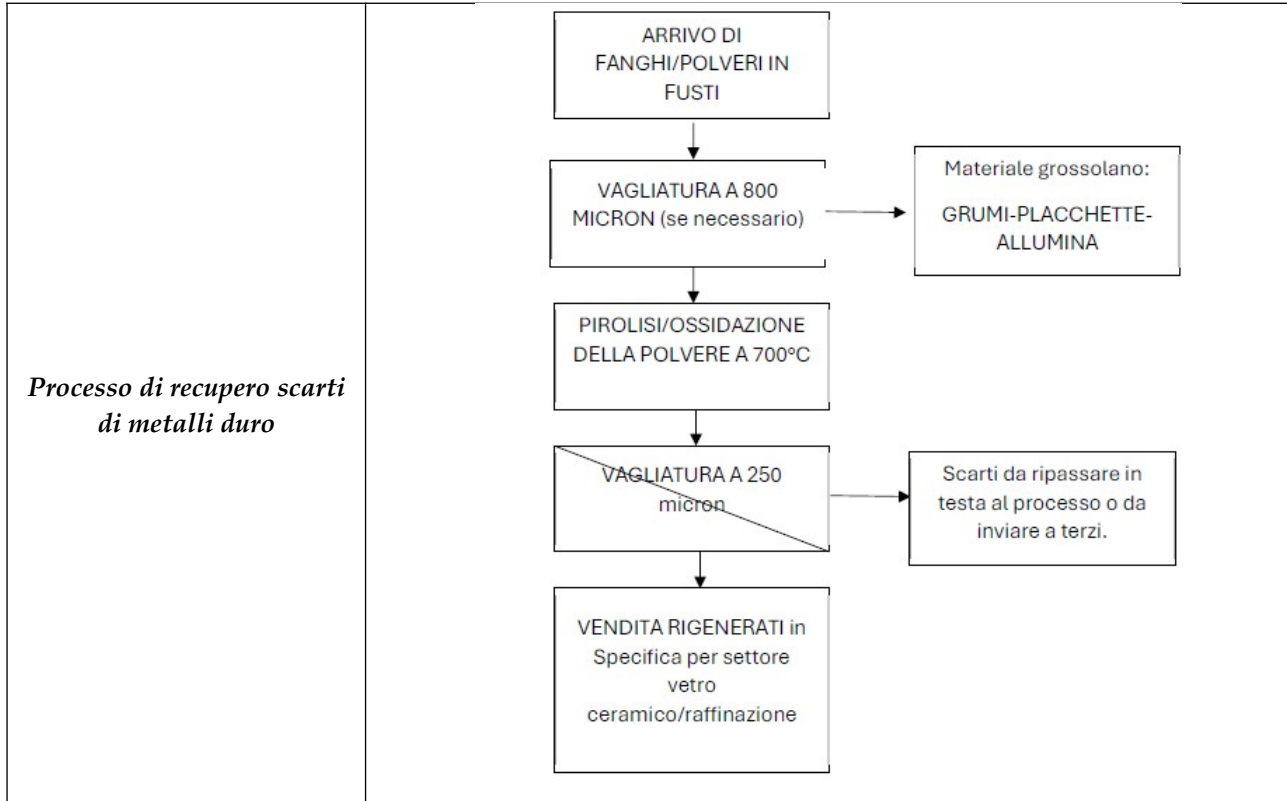 Processo di recupero scarti
di metalli duro
ARRIVO DI
FANGHI/POLVERI IN
FUSTI
VAGLIATURA A 800
MICRON (se necessario)
Materiale grossolano:
GRUMI-PLACCHETTE-
ALLUMINA
PIROLISI/OSSIDAZIONE
DELLA POLVERE A 700°C
VAGLIATURA A 250
micron
Scarti da ripassare in
testa al processo o da
inviare a terzi.
VENDITA RIGENERATI in
Specifica per settore
vetro
ceramico/raffinazione